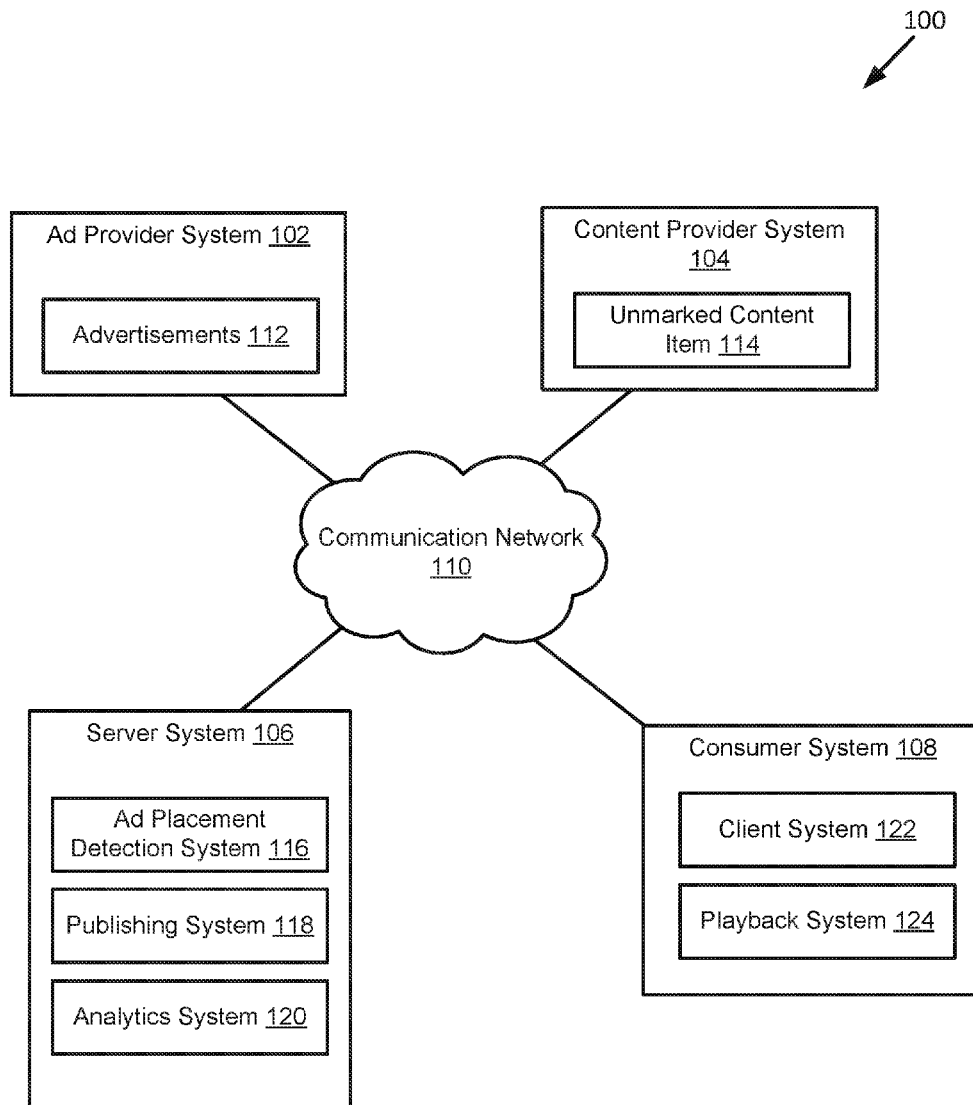 100
Ad Provider System 102
Advertisements 112
Content Provider System
104
Unmarked Content
Item 114
Communication Network
110
Server System 106
Ad Placement
Detection System 116
Publishing System 118
Analytics System 120
Consumer System 108
Client System 122
Playback System 124